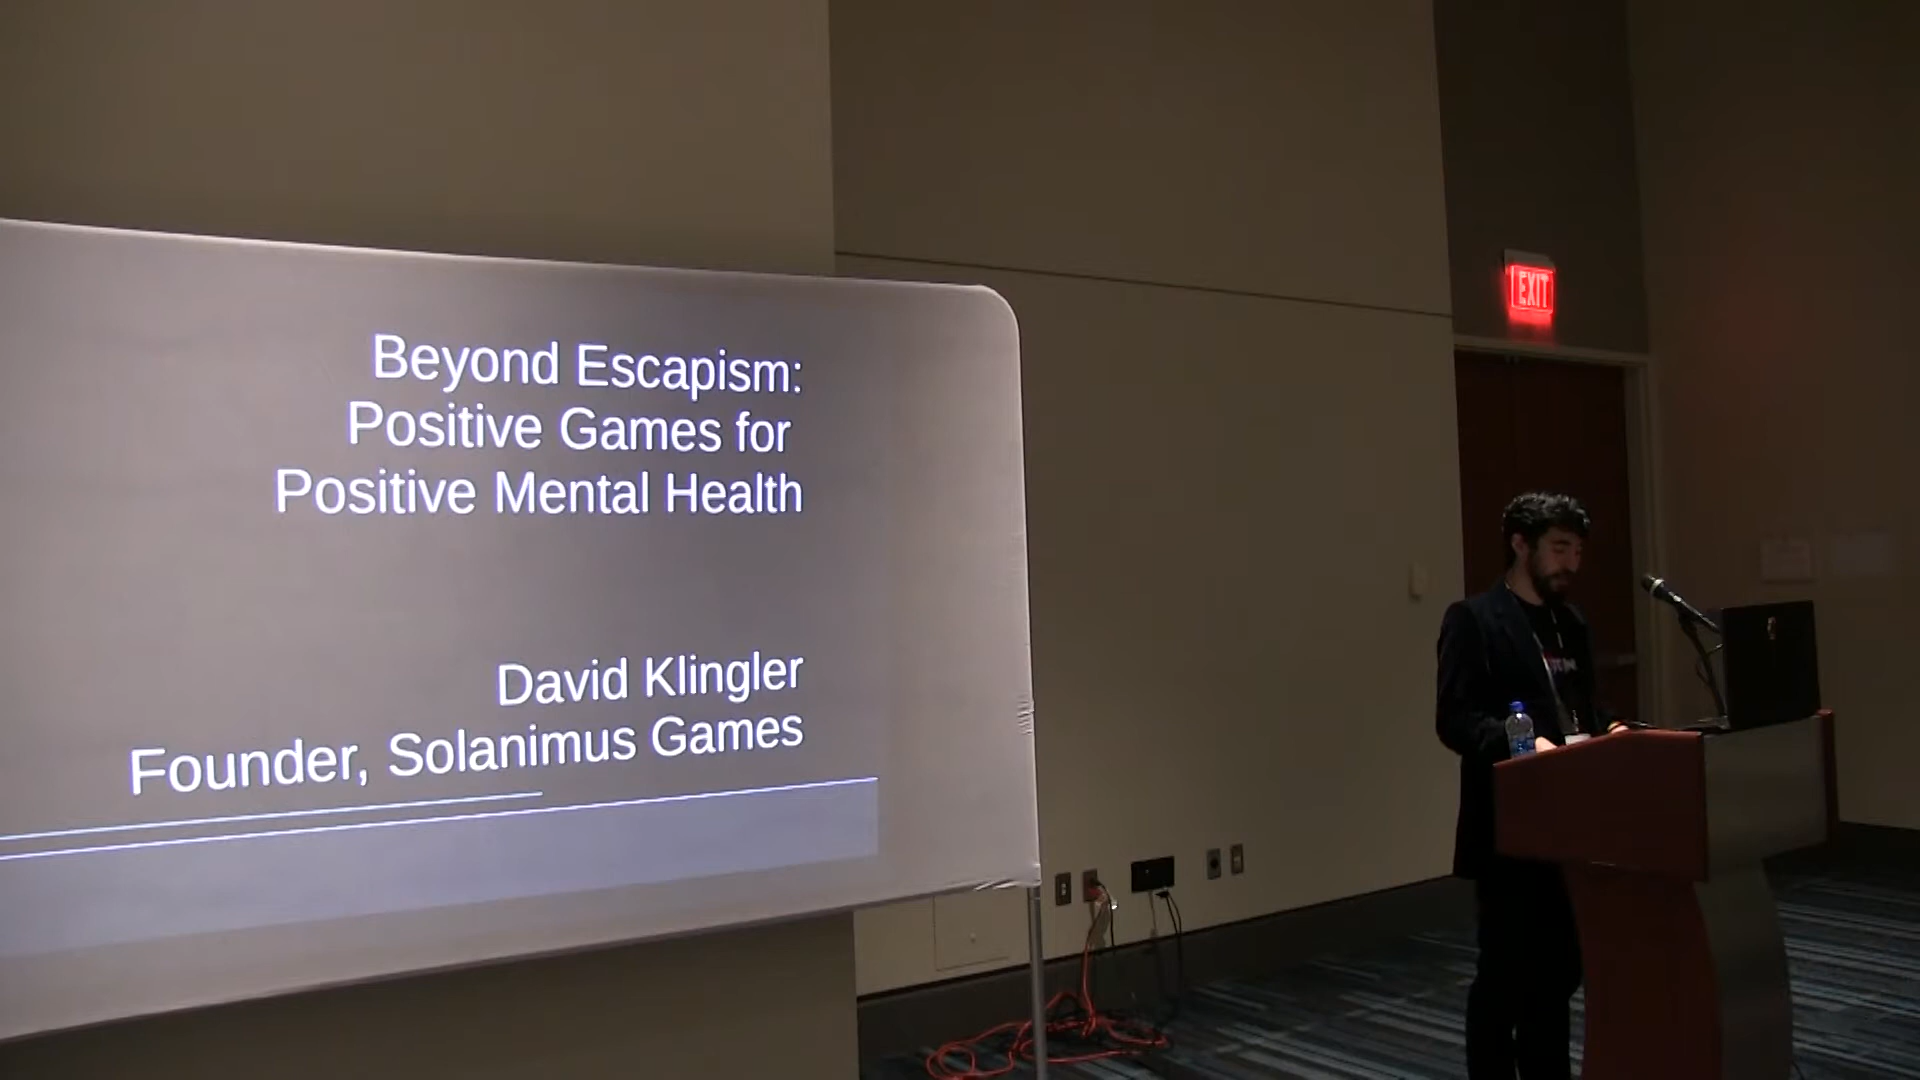 Beyond Escapism:
Positive Games for
Positive Mental Health
David Klingler
Founder, Solanimus Games
EXIT